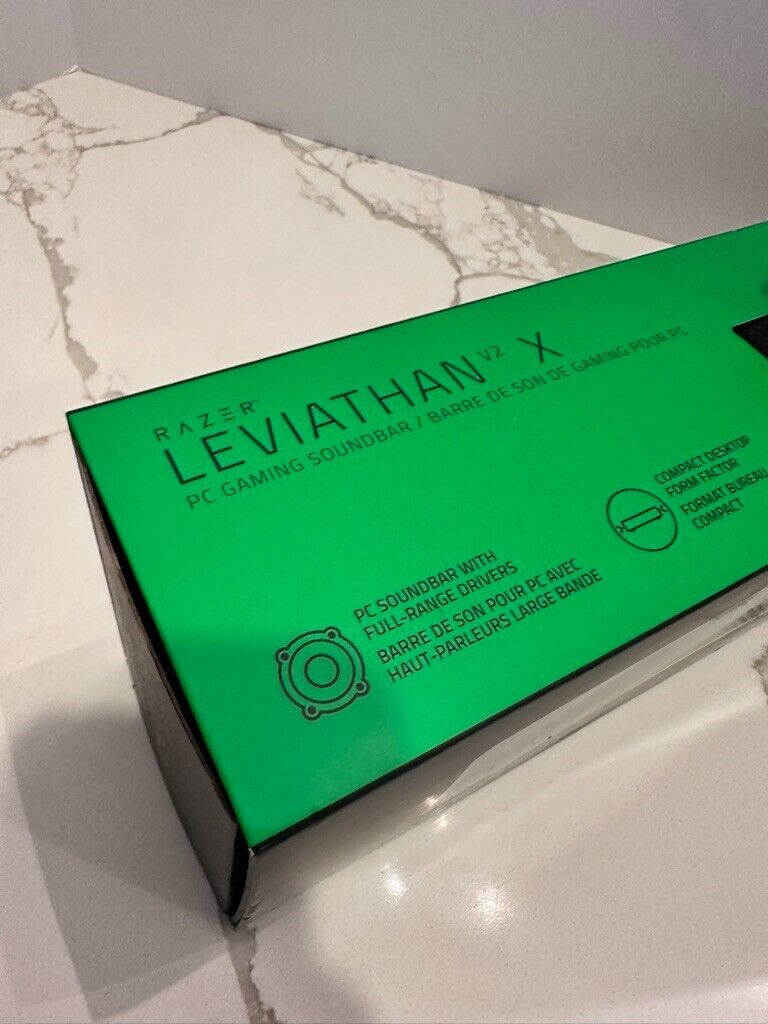 RAZER™
LEVIATHAN V2 X
PC GAMING SOUNDBAR / BARRE DE SON DE GAMING POUR PC
COMPACT DESKTOP
FORM FACTOR
FORMAT BUREAU
COMPACT
PC SOUNDBAR WITH
FULL-RANGE DRIVERS
BARRE DE SON POUR PC AVEC
HAUT-PARLEURS LARGE BANDE